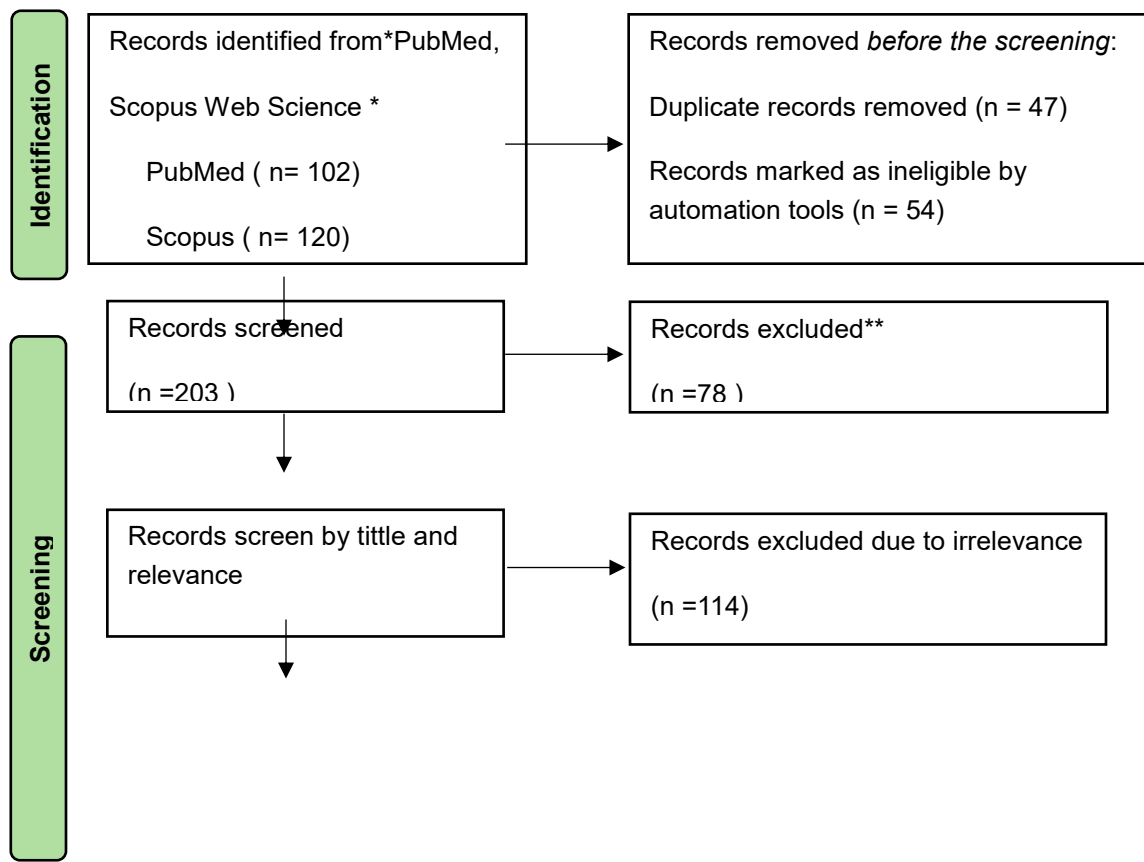 Identification
Records identified from*PubMed,
Scopus Web Science *
PubMed ( n= 102)
Scopus ( n= 120)
Records removed before the screening:
Duplicate records removed (n = 47)
Records marked as ineligible by
automation tools (n = 54)
Screening
Records screened
(n =203 )
Records excluded**
(n =78 )
Records screen by tittle and
relevance
Records excluded due to irrelevance
(n =114)